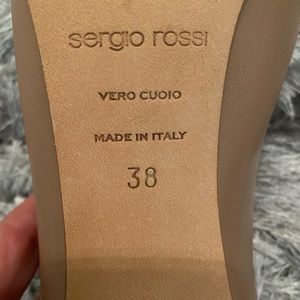 sergio rossi
VERO CUOIO
MADE IN ITALY
38